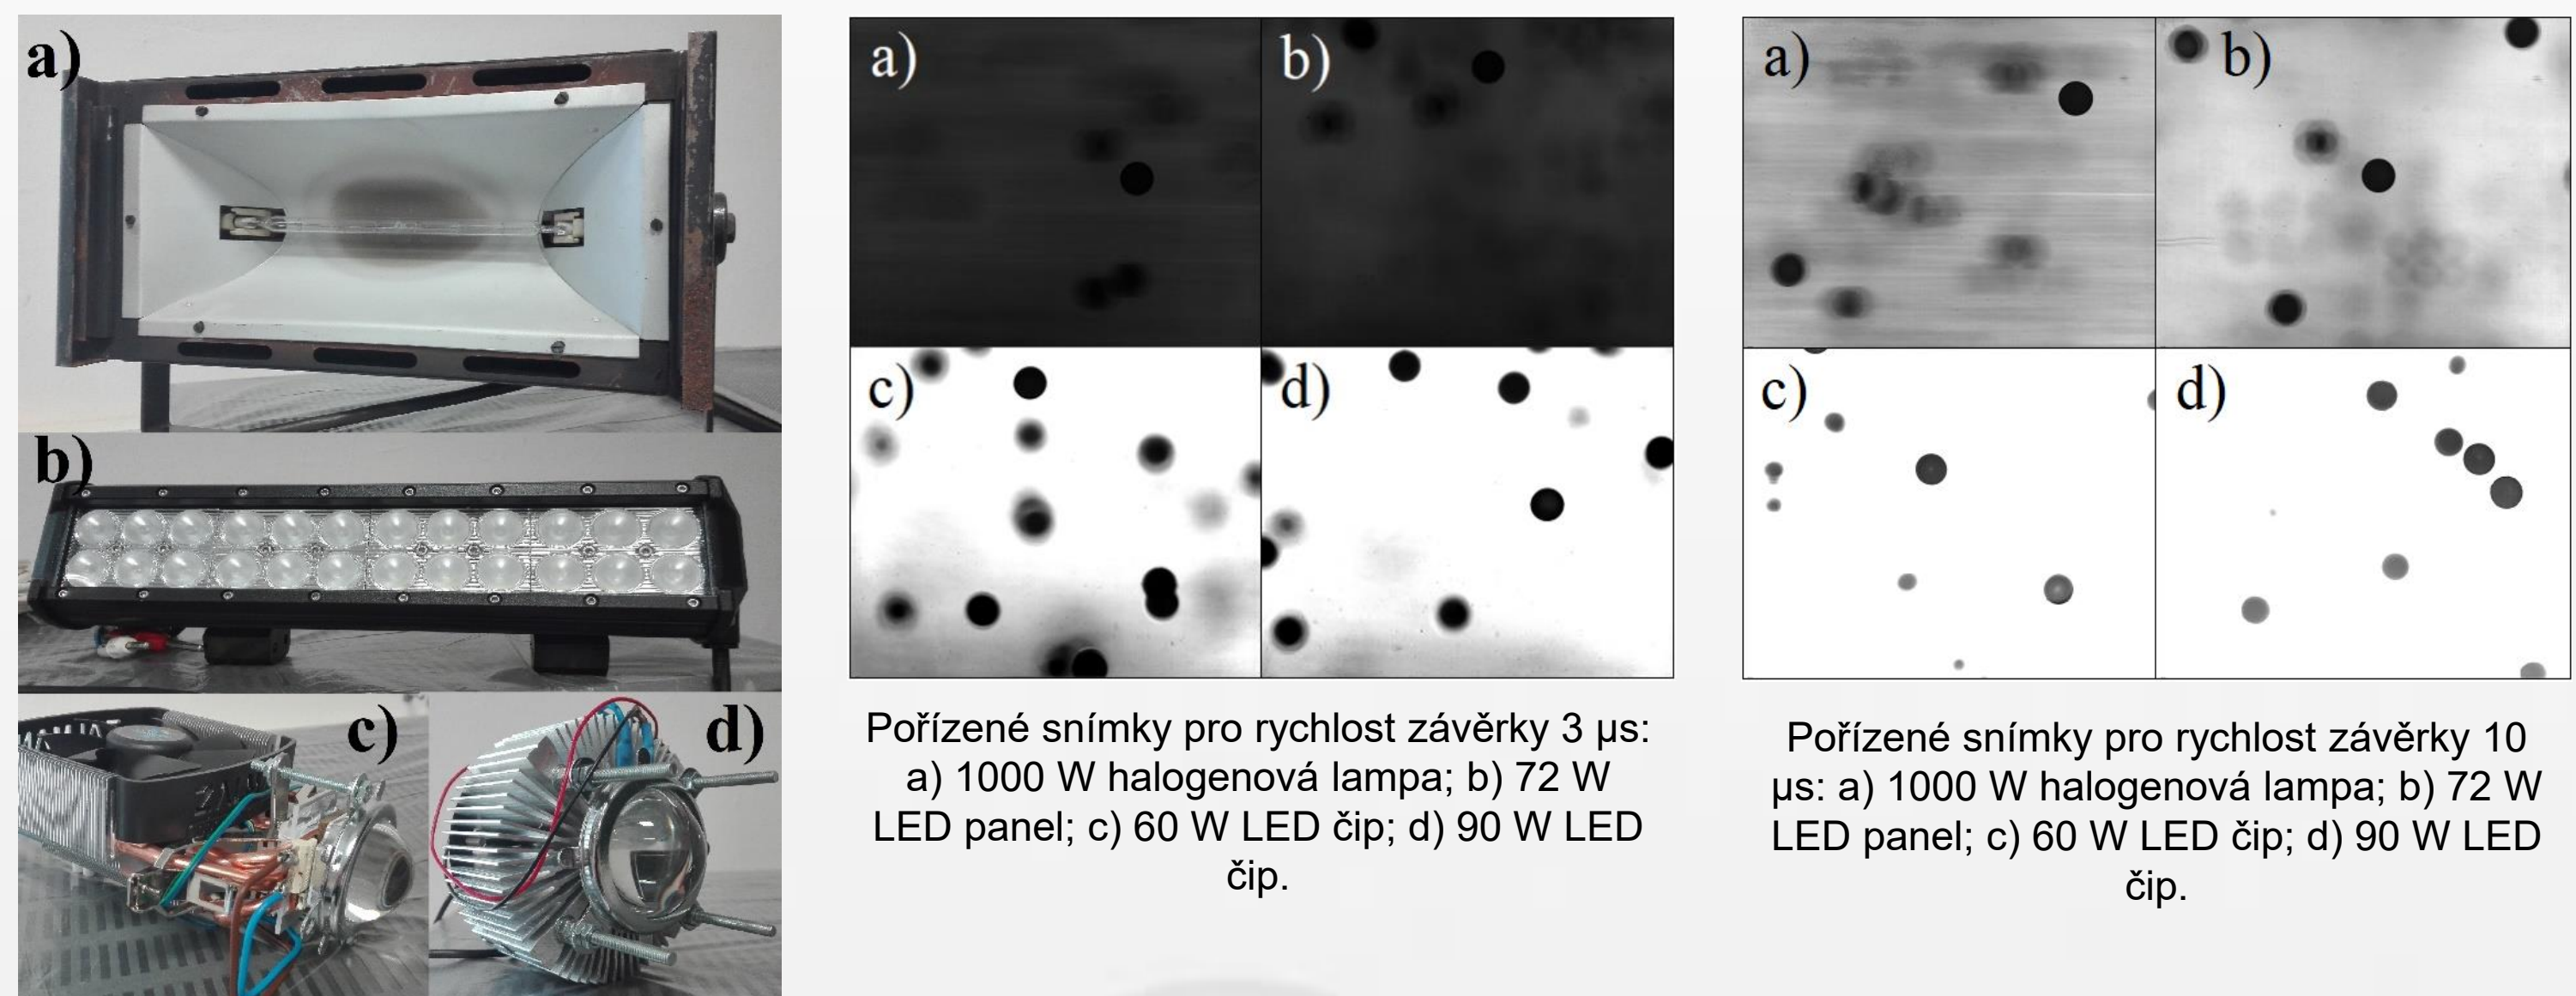 a)
b)
c)
d)
a)
b)
c)
d)
Pořízené snímky pro rychlost závěrky 3 µs:
a) 1000 W halogenová lampa; b) 72 W
LED panel; c) 60 W LED čip; d) 90 W LED
čip.
a)
b)
c)
d)
Pořízené snímky pro rychlost závěrky 10
µs: a) 1000 W halogenová lampa; b) 72 W
LED panel; c) 60 W LED čip; d) 90 W LED
čip.